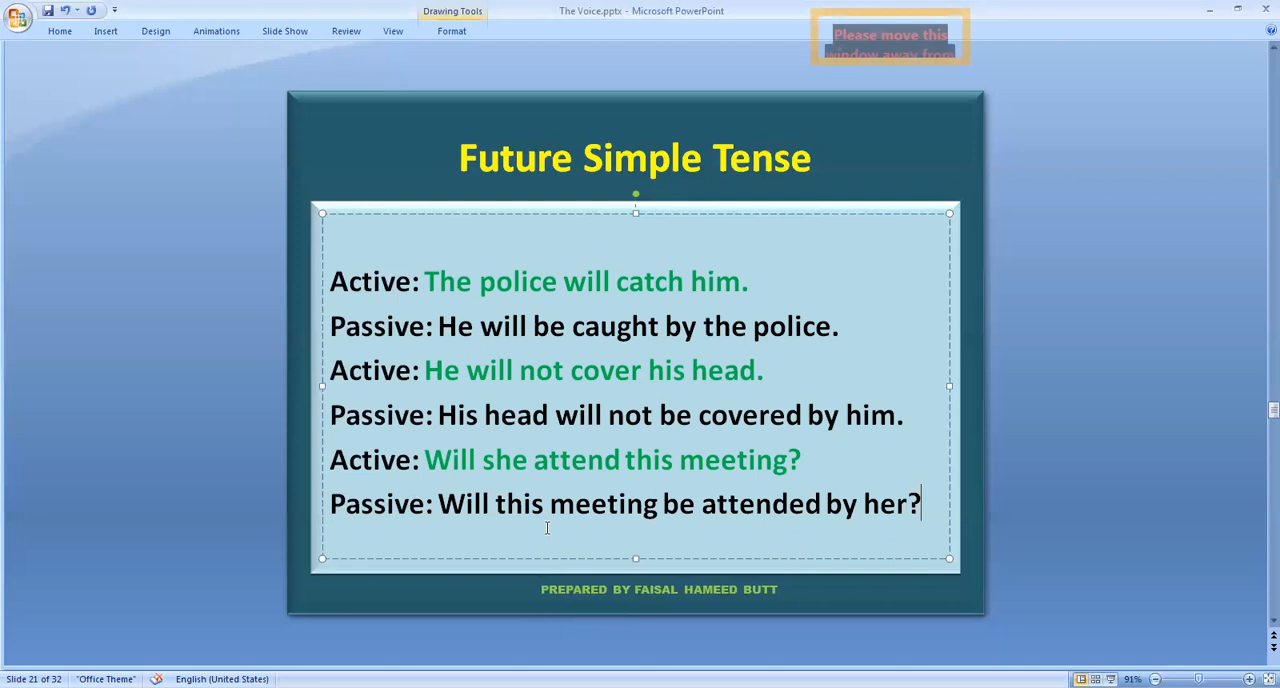 Drawing Tools
The Voice.pptx - Microsoft PowerPoint
Home Insert Design Animations Slide Show Review View Format
Please move this
window away from
Future Simple Tense
Active: The police will catch him.
Passive: He will be caught by the police.
Active: He will not cover his head.
Passive: His head will not be covered by him.
Active: Will she attend this meeting?
Passive: Will this meeting be attended by her?
PREPARED BY FAISAL HAMEED BUTT
Slide 21 of 32 "Office Theme" English (United States) 91%